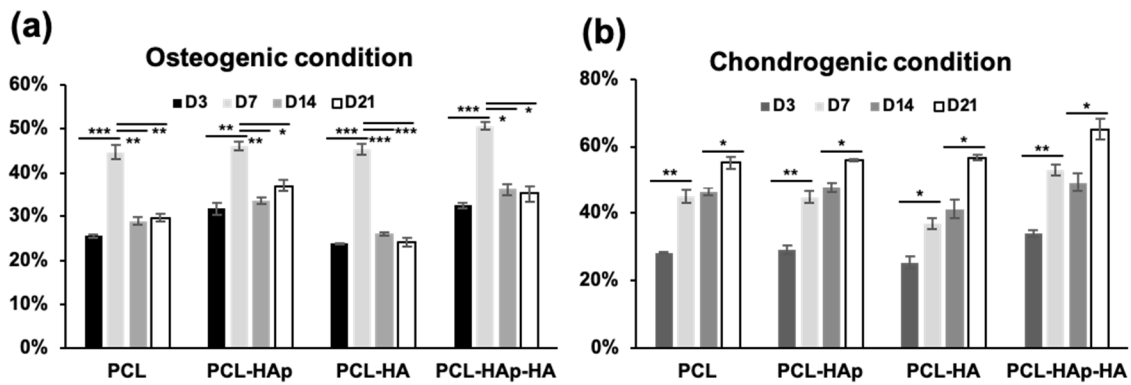 (a)
Osteogenic condition
60%
50%
40%
30%
20%
10%
0%
D3 D7 D14 D21
*** ** **
** ** *
*** *** ***
*** * *
PCL PCL-HAp PCL-HA PCL-HAp-HA
(b)
Chondrogenic condition
80%
60%
40%
20%
0%
D3 D7 D14 D21
** *
** *
* *
** *
PCL PCL-HAp PCL-HA PCL-HAp-HA